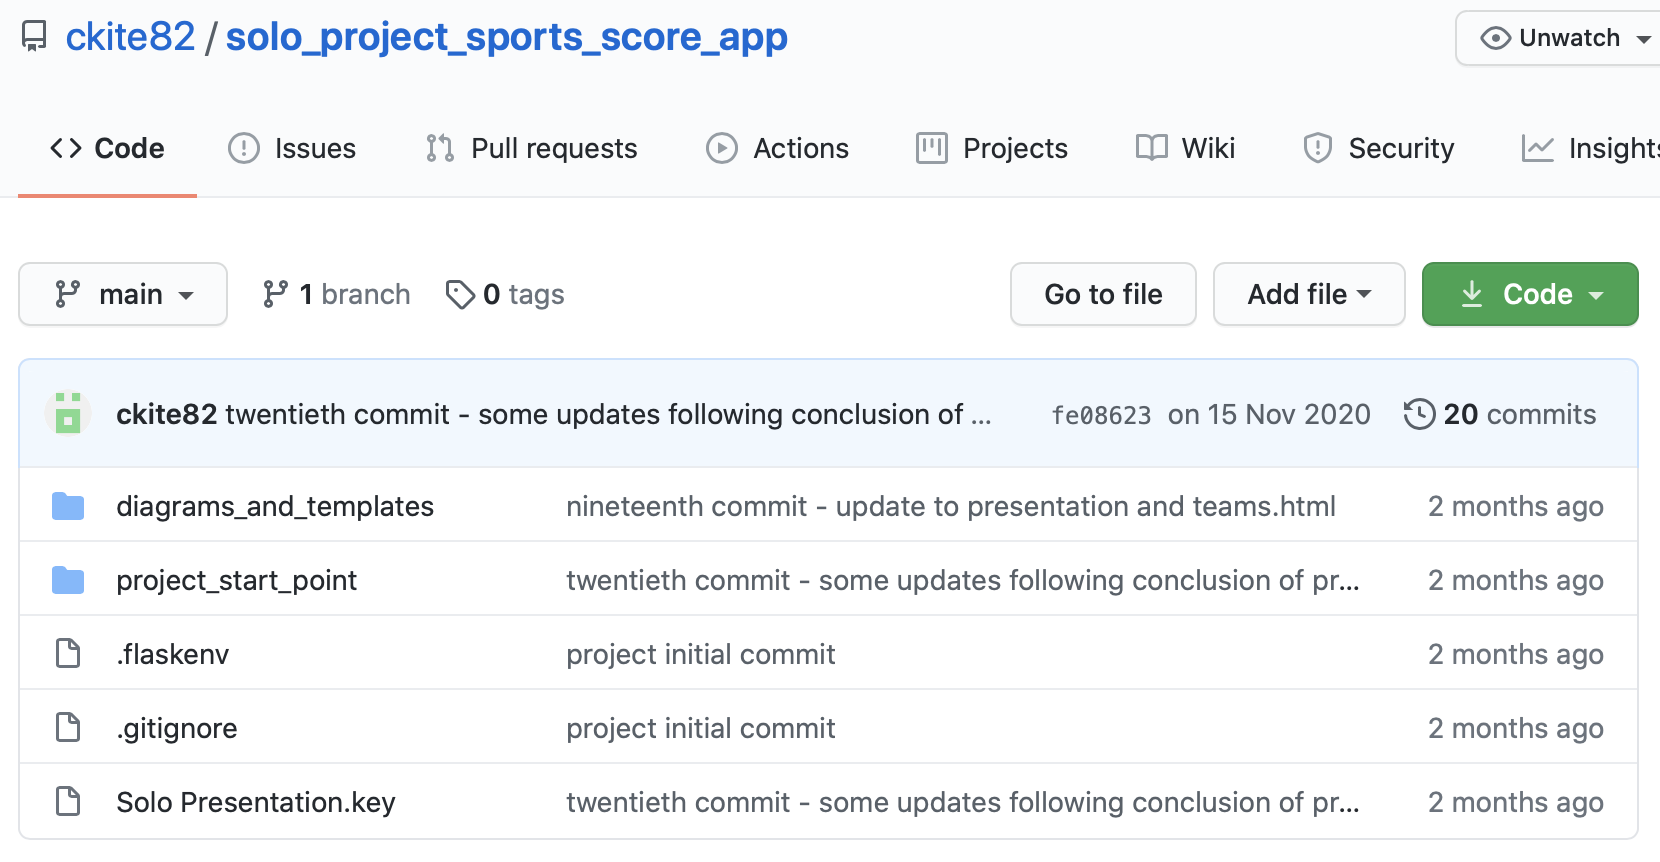 ckite82 / solo_project_sports_score_app
Unwatch
Code Issues Pull requests Actions Projects Wiki Security Insights
main 1 branch 0 tags Go to file Add file Code
ckite82 twentieth commit - some updates following conclusion of ... fe08623 on 15 Nov 2020 20 commits
diagrams_and_templates nineteenth commit - update to presentation and teams.html 2 months ago
project_start_point twentieth commit - some updates following conclusion of pr... 2 months ago
.flaskenv project initial commit 2 months ago
.gitignore project initial commit 2 months ago
Solo Presentation.key twentieth commit - some updates following conclusion of pr... 2 months ago